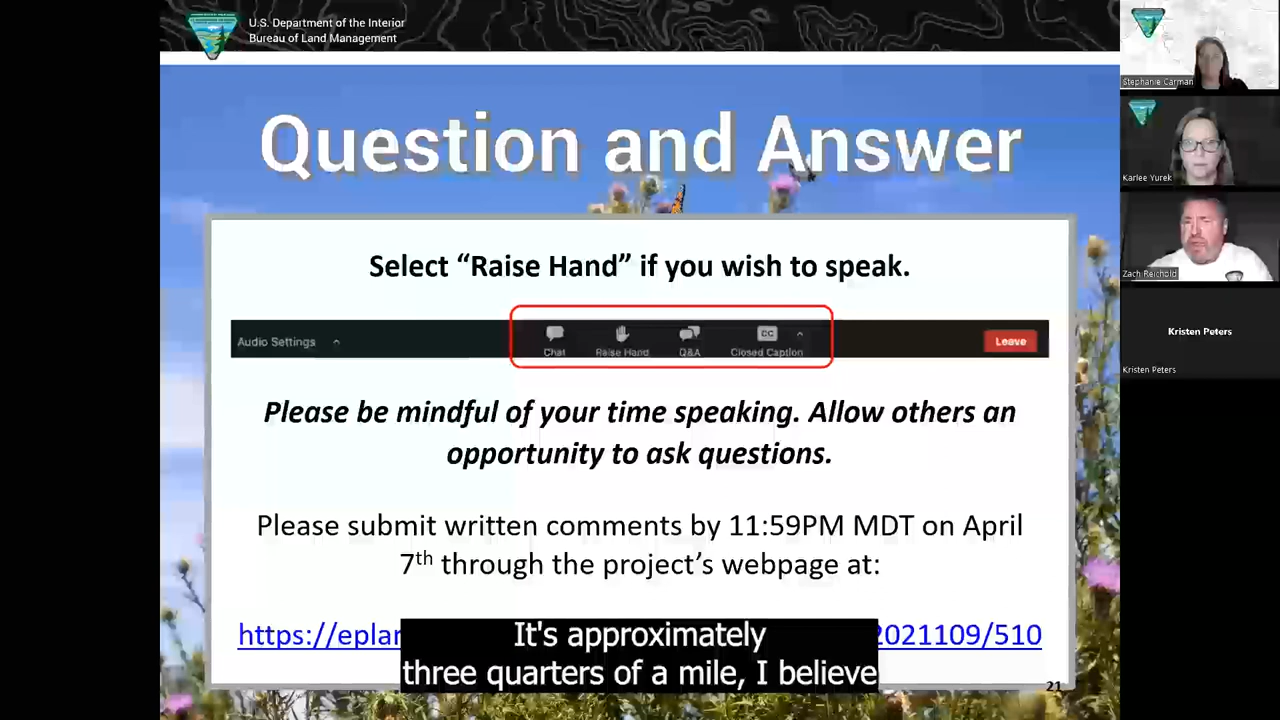 U.S. Department of the Interior
Bureau of Land Management
Question and Answer
Select “Raise Hand” if you wish to speak.
Audio Settings
Chat
Raise Hand
Q&A
CC
Closed Caption
Leave
Please be mindful of your time speaking. Allow others an
opportunity to ask questions.
Please submit written comments by 11:59PM MDT on April
7th through the project’s webpage at:
https://eplan 2021109/510
It's approximately
three quarters of a mile, I believe
21
Stephanie Carman
Karlee Yurek
Zach Reichold
Kristen Peters
Kristen Peters